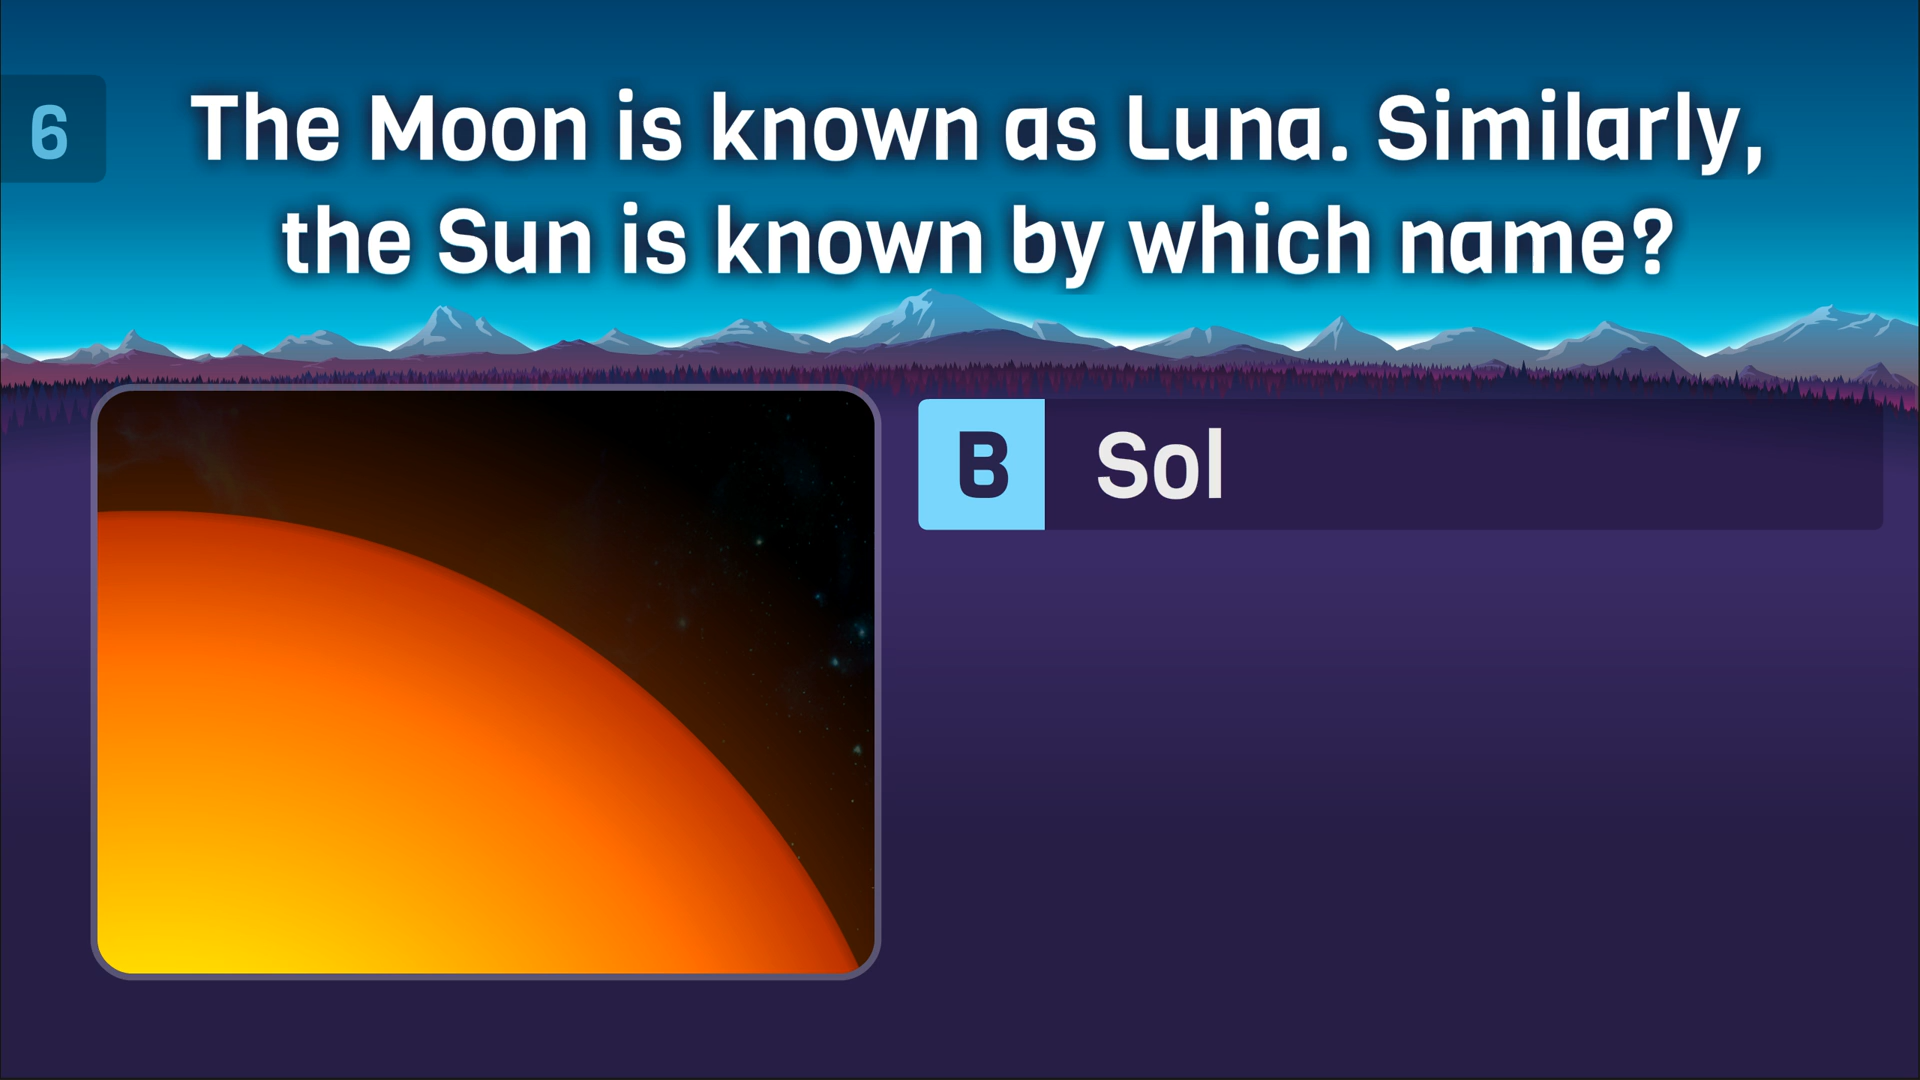 6
The Moon is known as Luna. Similarly,
the Sun is known by which name?
B Sol